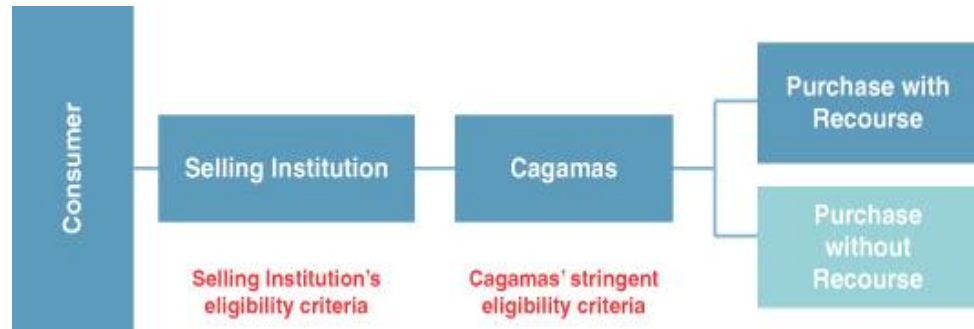 Consumer
Selling Institution
Selling Institution's
eligibility criteria
Cagamas
Cagamas' stringent
eligibility criteria
Purchase with
Recourse
Purchase
without
Recourse